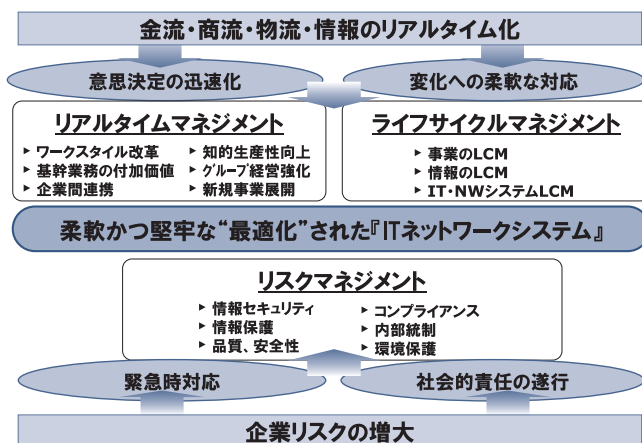 金流・商流・物流・情報のリアルタイム化
意思決定の迅速化
変化への柔軟な対応
リアルタイムマネジメント
▶ ワークスタイル改革
▶ 基幹業務の付加価値
▶ 企業間連携
▶ 知的生産性向上
▶ グループ経営強化
▶ 新規事業展開
ライフサイクルマネジメント
▶ 事業のLCM
▶ 情報のLCM
▶ IT・NWシステムLCM
柔軟かつ堅牢な“最適化”された『ITネットワークシステム』
リスクマネジメント
▶ 情報セキュリティ
▶ 情報保護
▶ 品質、安全性
▶ コンプライアンス
▶ 内部統制
▶ 環境保護
緊急時対応
社会的責任の遂行
企業リスクの増大